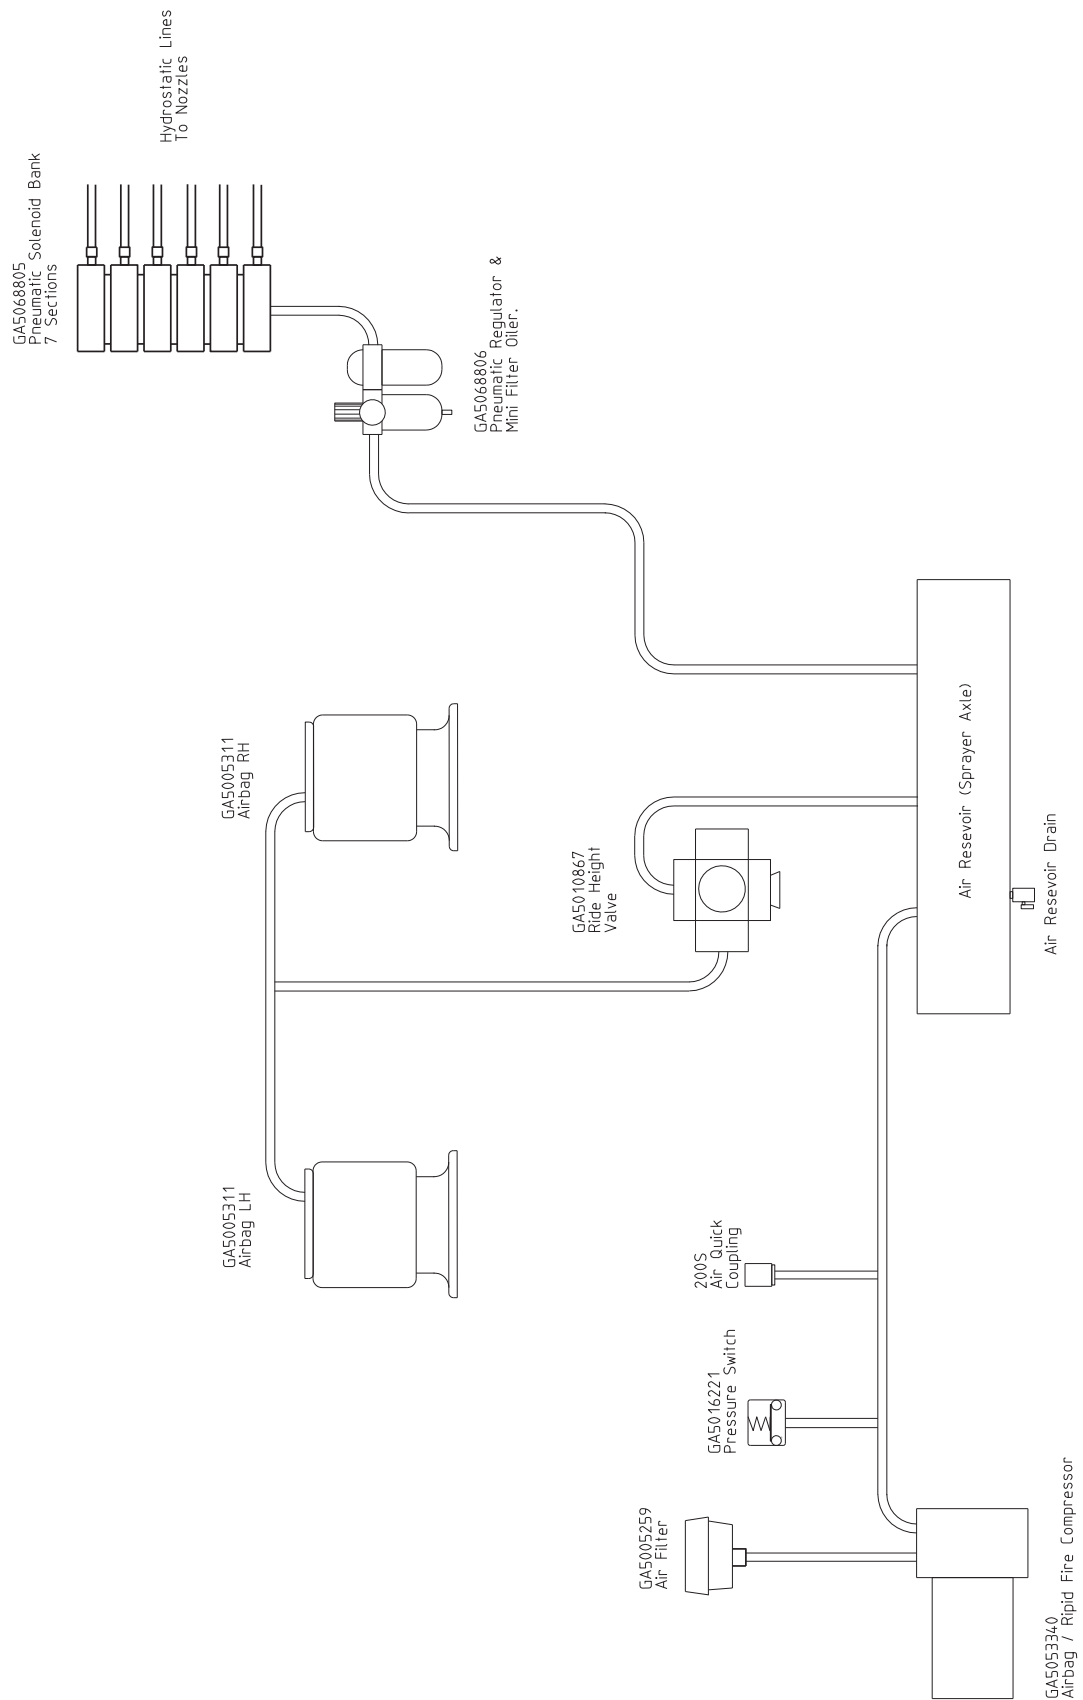 GA5068805
Pneumatic Solenoid Bank
7 Sections
Hydrostatic Lines
To Nozzles
GA5068806
Pneumatic Regulator &
Mini Filter Oiler.
GA5005311
Airbag RH
GA5005311
Airbag LH
GA5010867
Ride Height
Valve
Air Resevoir (Sprayer Axle)
Air Resevoir Drain
200S
Air Quick
Coupling
GA5016221
Pressure Switch
GA5005259
Air Filter
GA5053340
Airbag / Ripid Fire Compressor